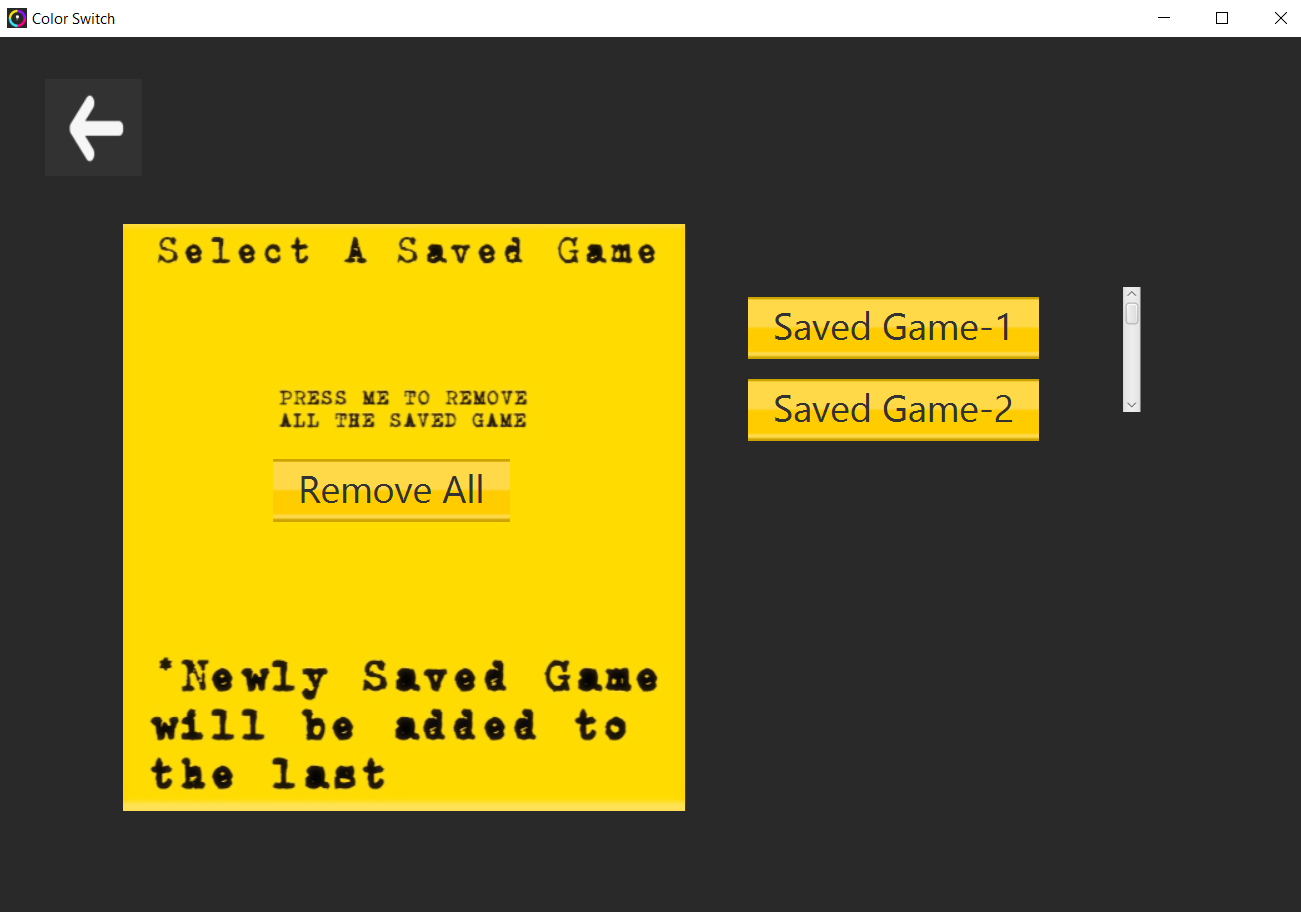 Color Switch
Select A Saved Game
PRESS ME TO REMOVE
ALL THE SAVED GAME
Remove All
*Newly Saved Game
will be added to
the last
Saved Game-1
Saved Game-2